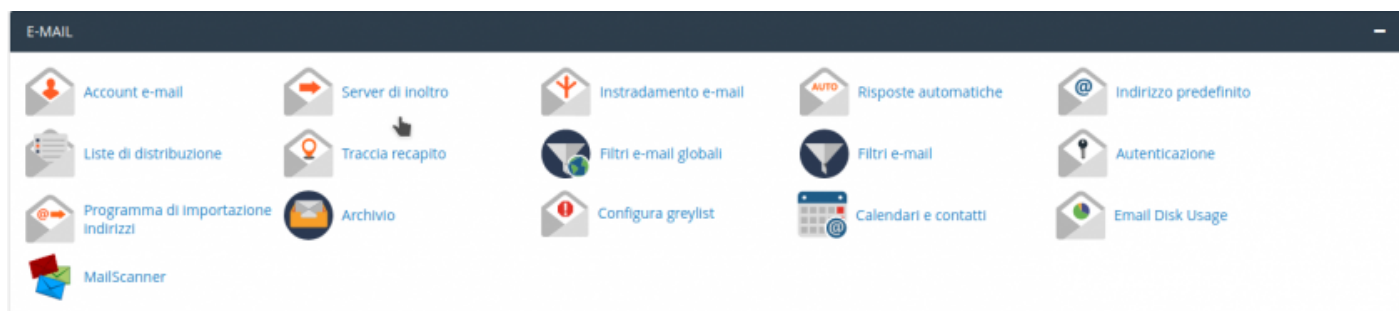 E-MAIL
Account e-mail
Server di inoltro
Instradamento e-mail
AUTO
Risposte automatiche
@
Indirizzo predefinito
Liste di distribuzione
Traccia recapito
Filtri e-mail globali
Filtri e-mail
Autenticazione
@
Programma di importazione
indirizzi
Archivio
Configura greylist
@
Calendari e contatti
Email Disk Usage
MailScanner